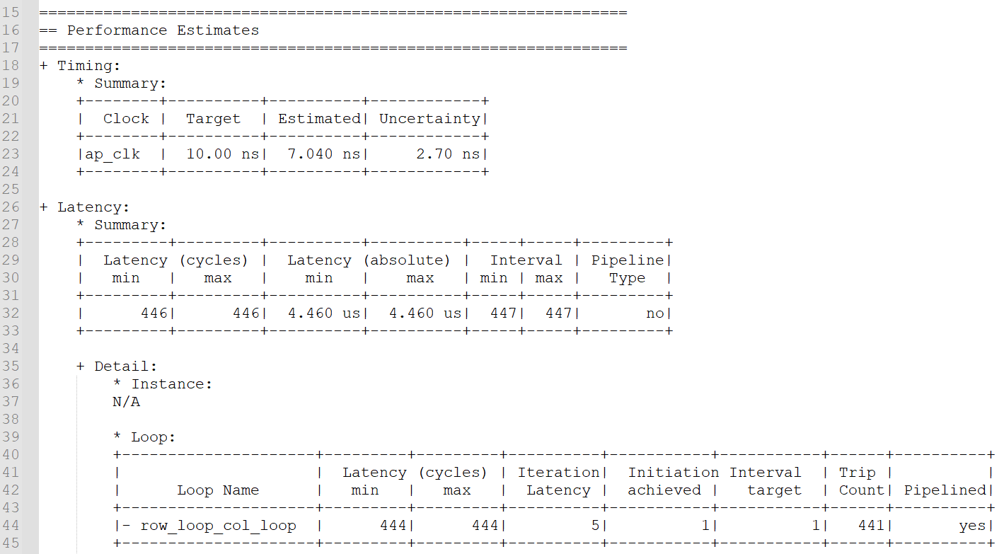 15 ================================================================
16 == Performance Estimates
17 ================================================================
18 + Timing:
19     * Summary:
20     +--------+----------+----------+------------+
21     |  Clock |  Target  | Estimated| Uncertainty|
22     +--------+----------+----------+------------+
23     |ap_clk  |  10.00 ns|  7.040 ns|     2.70 ns|
24     +--------+----------+----------+------------+
25
26 + Latency:
27     * Summary:
28     +---------+---------+----------+----------+-----+-----+---------+
29     |  Latency (cycles) |  Latency (absolute) |  Interval | Pipeline|
30     |   min   |   max   |    min   |    max   | min | max |   Type  |
31     +---------+---------+----------+----------+-----+-----+---------+
32     |      446|      446|  4.460 us|  4.460 us|  447|  447|       no|
33     +---------+---------+----------+----------+-----+-----+---------+
34
35     + Detail:
36         * Instance:
37         N/A
38
39         * Loop:
40         +---------------------+---------+---------+----------+-----------+-----------+------+----------+
41         |                     |  Latency (cycles) | Iteration|  Initiation Interval  | Trip |          |
42         |      Loop Name      |   min   |   max   |  Latency |  achieved |   target  | Count| Pipelined|
43         +---------------------+---------+---------+----------+-----------+-----------+------+----------+
44         |- row_loop_col_loop  |      444|      444|         5|          1|          1|   441|       yes|
45         +---------------------+---------+---------+----------+-----------+-----------+------+----------+